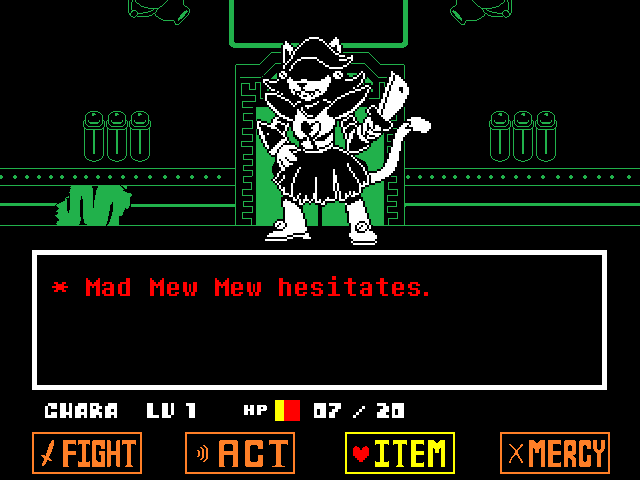 * Mad Mew Mew hesitates.
CHARA LV 1 HP 07 / 20
FIGHT ACT ITEM MERCY